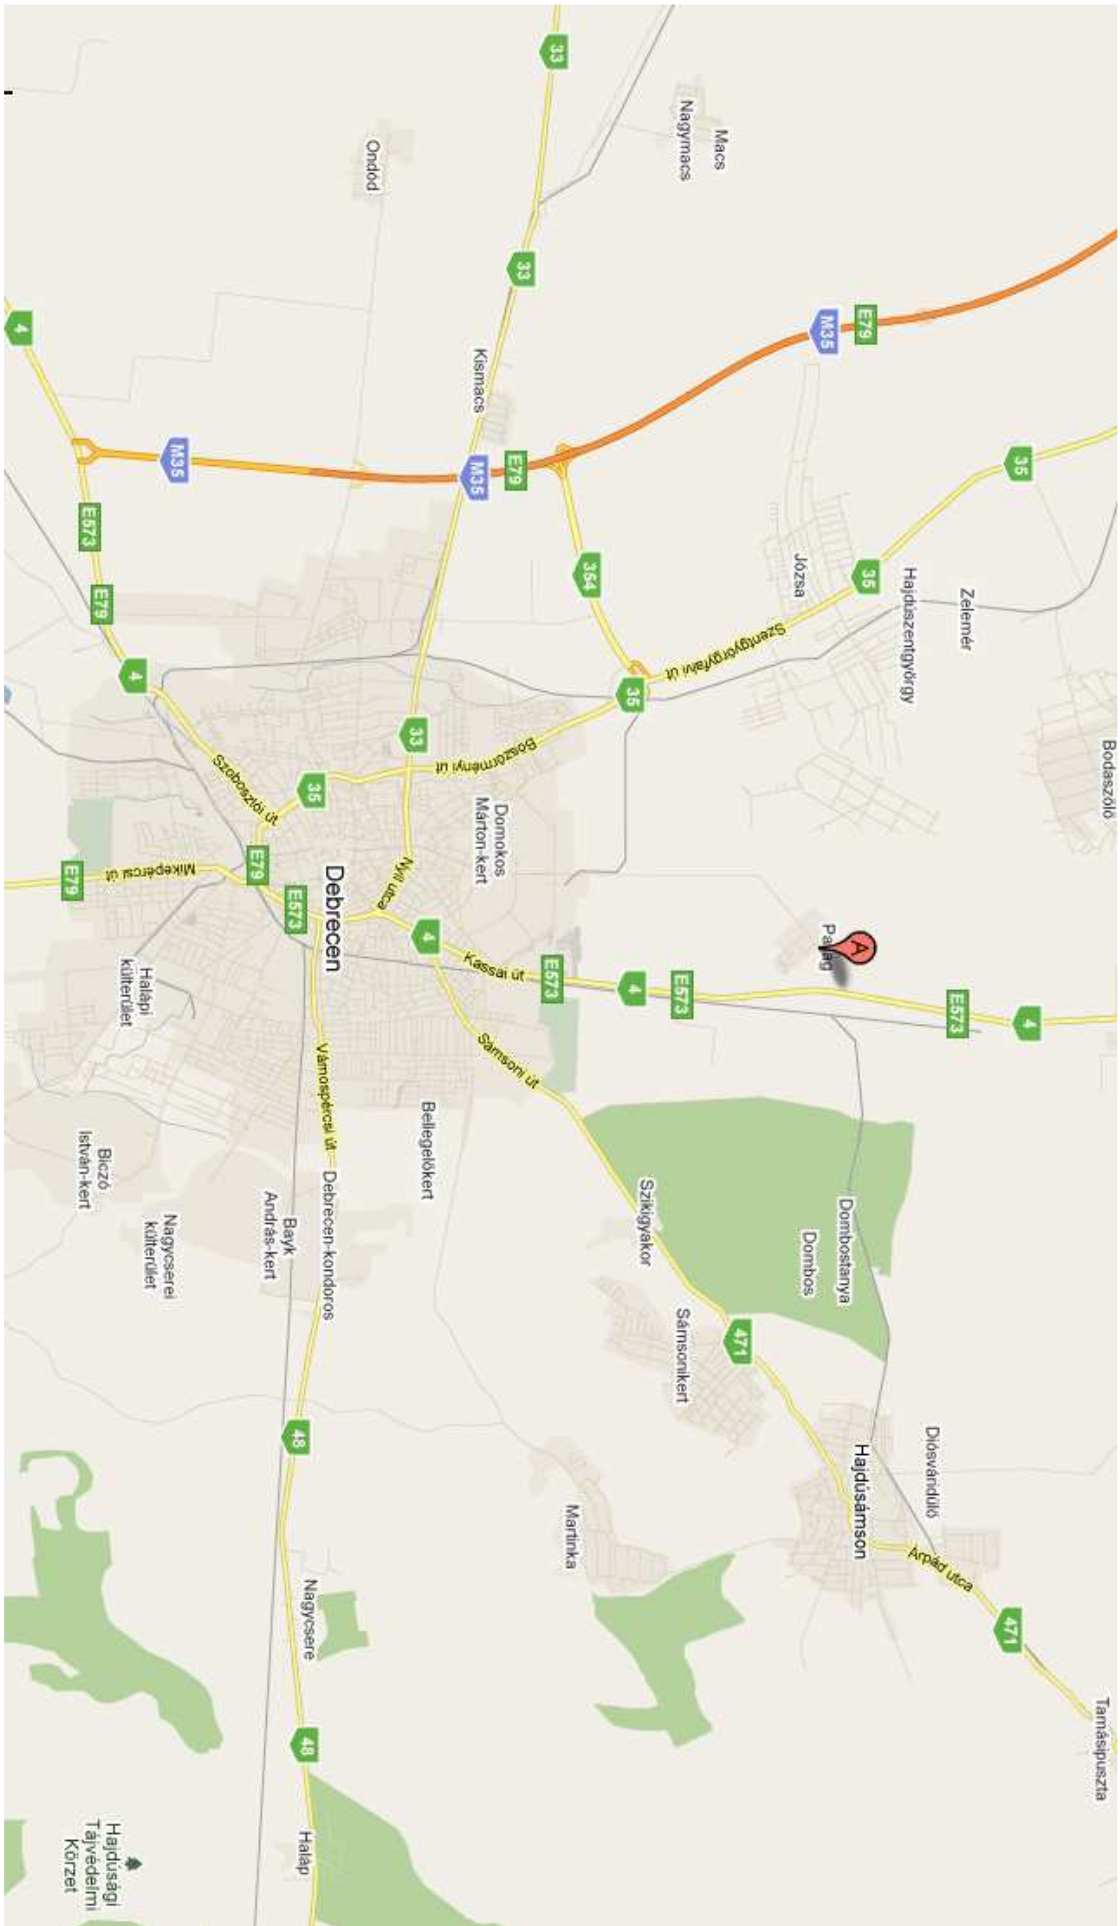 Bodaszőlő
Tamásipuszta
4
35
471
Zelemér
E573
Árpád utca
Diósváridűlő
Hajdúszentgyörgy
35
E79
A
Hajdúsámson
Dombostanya
M35
Pallag
Dombos
Józsa
471
Szentgyörgyfalvi út
Macs
Nagymacs
E573
Sámsonikert
Szikigyakor
35
4
354
Martinka
33
E573
33
E79
Sámsoni út
Domokos
Márton-kert
Kassai út
Böszörményi út
Kismacs
M35
Bellegelőkert
4
33
Nyíl utca
Ondód
Debrecen
Vámospércsi út
Debrecen-kondoros
35
Nagycsere
48
Haláp
E573
48
Bayk
András-kert
E79
Szoboszlói út
M35
Nagycserei
külterület
Mikepércsi út
Halápi
külterület
4
E79
Biczó
István-kert
Hajdúsági
Tájvédelmi
Körzet
E573
E79
4